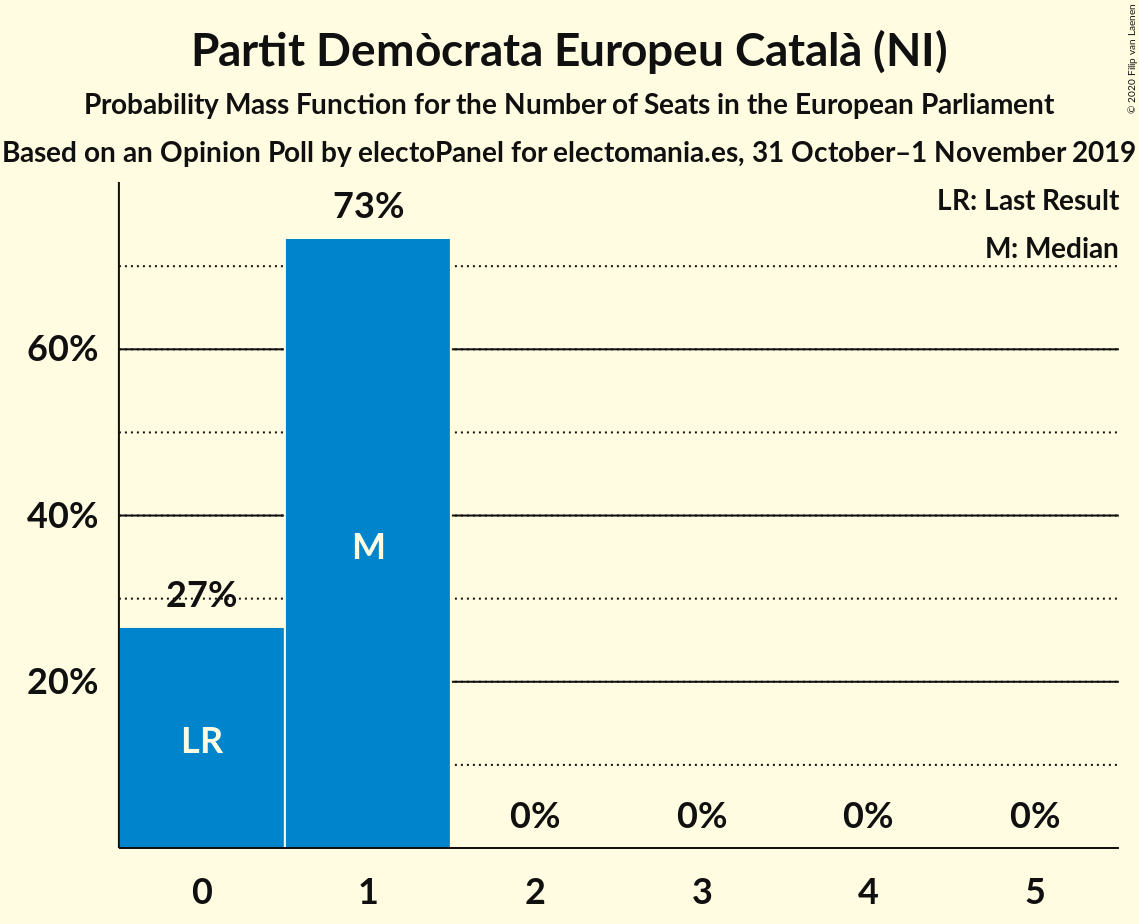 Partit Demòcrata Europeu Català (NI)
Probability Mass Function for the Number of Seats in the European Parliament
Based on an Opinion Poll by electoPanel for electomania.es, 31 October–1 November 2019
© 2020 Filip van Laenen
LR: Last Result
M: Median
73%
60%
40%
M
27%
20%
LR
0% 0% 0% 0%
0 1 2 3 4 5